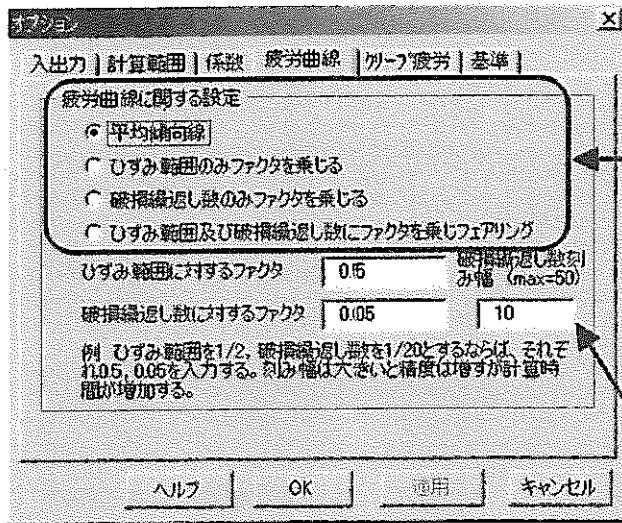 オプション
入出力 計算範囲 係数 疲労曲線 クリープ疲労 基準
疲労曲線に関する設定
平均傾向線
ひずみ範囲のみファクタを乗じる
破損繰返し数のみファクタを乗じる
ひずみ範囲及び破損繰返し数にファクタを乗じフェアリング
ひずみ範囲に対するファクタ 0.5 破損繰返し数刻
み幅 (max=50)
破損繰返し数に対するファクタ 0.05 10
例 ひずみ範囲を1/2, 破損繰返し数を1/20とするならば、それぞ
れ0.5, 0.05を入力する。刻み幅は大きいと精度は増すが計算時
間が増加する。
ヘルプ OK 適用 キャンセル